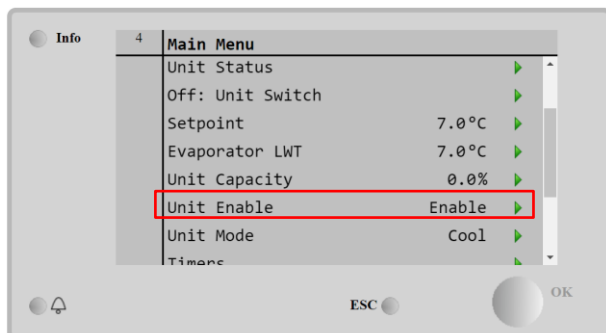 Info
4 Main Menu
Unit Status
Off: Unit Switch
Setpoint 7.0°C
Evaporator LWT 7.0°C
Unit Capacity 0.0%
Unit Enable Enable
Unit Mode Cool
Timers
ESC
OK